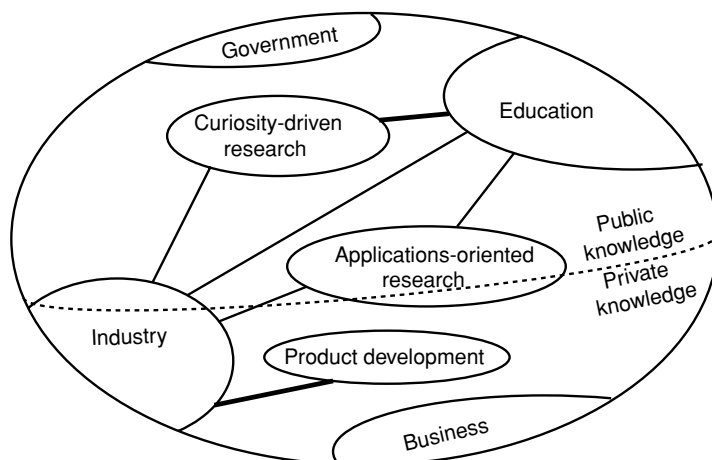 Government
Education
Curiosity-driven
research
Public
knowledge
Applications-oriented
research
Private
knowledge
Industry
Product development
Business